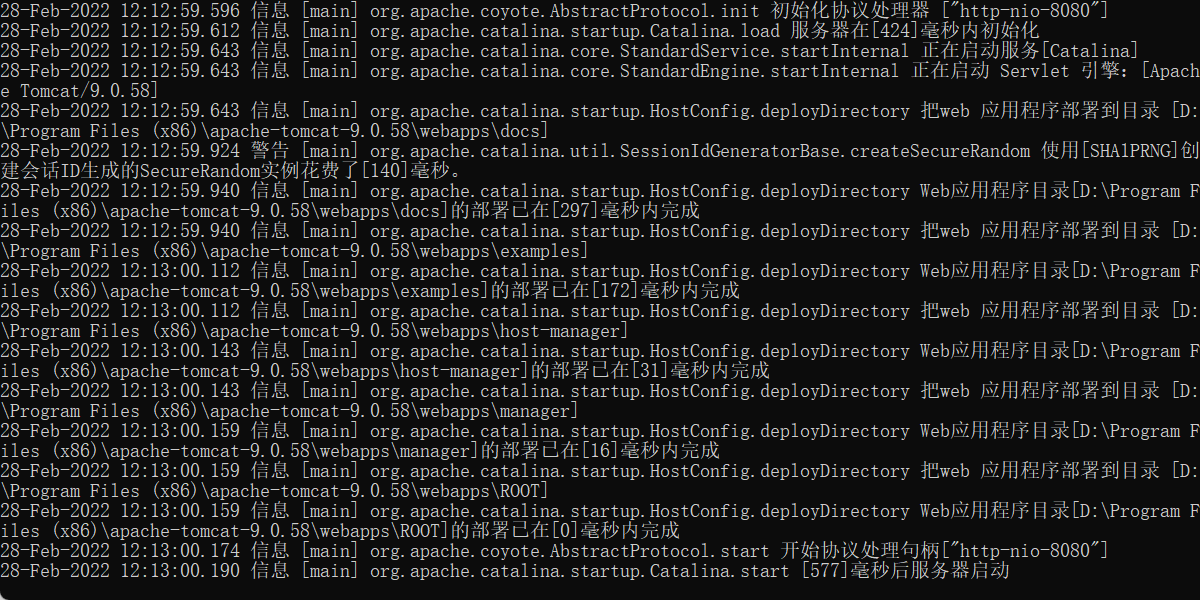 28-Feb-2022 12:12:59.596 信息 [main] org.apache.coyote.AbstractProtocol.init 初始化协议处理器 ["http-nio-8080"]
28-Feb-2022 12:12:59.612 信息 [main] org.apache.catalina.startup.Catalina.load 服务器在[424]毫秒内初始化
28-Feb-2022 12:12:59.643 信息 [main] org.apache.catalina.core.StandardService.startInternal 正在启动服务[Catalina]
28-Feb-2022 12:12:59.643 信息 [main] org.apache.catalina.core.StandardEngine.startInternal 正在启动 Servlet 引擎：[Apach
e Tomcat/9.0.58]
28-Feb-2022 12:12:59.643 信息 [main] org.apache.catalina.startup.HostConfig.deployDirectory 把web 应用程序部署到目录 [D:
\Program Files (x86)\apache-tomcat-9.0.58\webapps\docs]
28-Feb-2022 12:12:59.924 警告 [main] org.apache.catalina.util.SessionIdGeneratorBase.createSecureRandom 使用[SHA1PRNG]创
建会话ID生成的SecureRandom实例花费了[140]毫秒。
28-Feb-2022 12:12:59.940 信息 [main] org.apache.catalina.startup.HostConfig.deployDirectory Web应用程序目录[D:\Program F
iles (x86)\apache-tomcat-9.0.58\webapps\docs]的部署已在[297]毫秒内完成
28-Feb-2022 12:12:59.940 信息 [main] org.apache.catalina.startup.HostConfig.deployDirectory 把web 应用程序部署到目录 [D:
\Program Files (x86)\apache-tomcat-9.0.58\webapps\examples]
28-Feb-2022 12:13:00.112 信息 [main] org.apache.catalina.startup.HostConfig.deployDirectory Web应用程序目录[D:\Program F
iles (x86)\apache-tomcat-9.0.58\webapps\examples]的部署已在[172]毫秒内完成
28-Feb-2022 12:13:00.112 信息 [main] org.apache.catalina.startup.HostConfig.deployDirectory 把web 应用程序部署到目录 [D:
\Program Files (x86)\apache-tomcat-9.0.58\webapps\host-manager]
28-Feb-2022 12:13:00.143 信息 [main] org.apache.catalina.startup.HostConfig.deployDirectory Web应用程序目录[D:\Program F
iles (x86)\apache-tomcat-9.0.58\webapps\host-manager]的部署已在[31]毫秒内完成
28-Feb-2022 12:13:00.143 信息 [main] org.apache.catalina.startup.HostConfig.deployDirectory 把web 应用程序部署到目录 [D:
\Program Files (x86)\apache-tomcat-9.0.58\webapps\manager]
28-Feb-2022 12:13:00.159 信息 [main] org.apache.catalina.startup.HostConfig.deployDirectory Web应用程序目录[D:\Program F
iles (x86)\apache-tomcat-9.0.58\webapps\manager]的部署已在[16]毫秒内完成
28-Feb-2022 12:13:00.159 信息 [main] org.apache.catalina.startup.HostConfig.deployDirectory 把web 应用程序部署到目录 [D:
\Program Files (x86)\apache-tomcat-9.0.58\webapps\ROOT]
28-Feb-2022 12:13:00.159 信息 [main] org.apache.catalina.startup.HostConfig.deployDirectory Web应用程序目录[D:\Program F
iles (x86)\apache-tomcat-9.0.58\webapps\ROOT]的部署已在[0]毫秒内完成
28-Feb-2022 12:13:00.174 信息 [main] org.apache.coyote.AbstractProtocol.start 开始协议处理句柄["http-nio-8080"]
28-Feb-2022 12:13:00.190 信息 [main] org.apache.catalina.startup.Catalina.start [577]毫秒后服务器启动